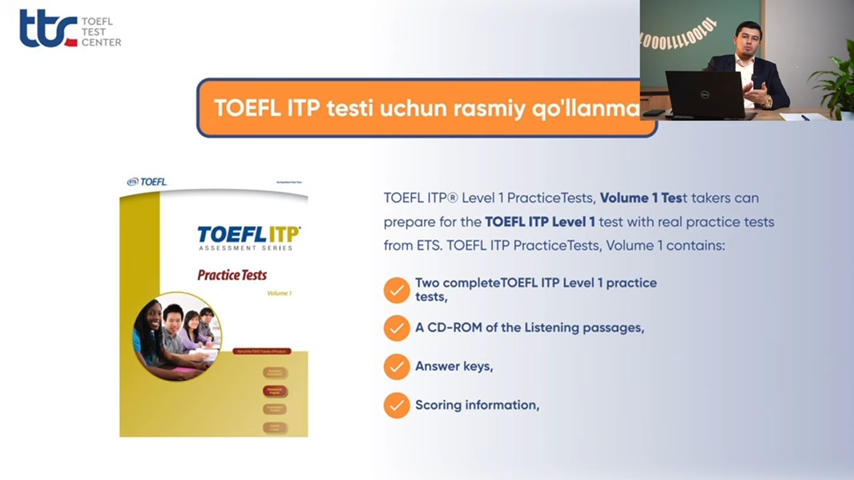 ttc TOEFL
TEST
CENTER
TOEFL ITP testi uchun rasmiy qo'llanma
ETS TOEFL
TOEFL ITP®
ASSESSMENT SERIES
Practice Tests
Volume 1
TOEFL ITP® Level 1 PracticeTests, Volume 1 Test takers can
prepare for the TOEFL ITP Level 1 test with real practice tests
from ETS. TOEFL ITP PracticeTests, Volume 1 contains:
Two completeTOEFL ITP Level 1 practice
tests,
A CD-ROM of the Listening passages,
Answer keys,
Scoring information,